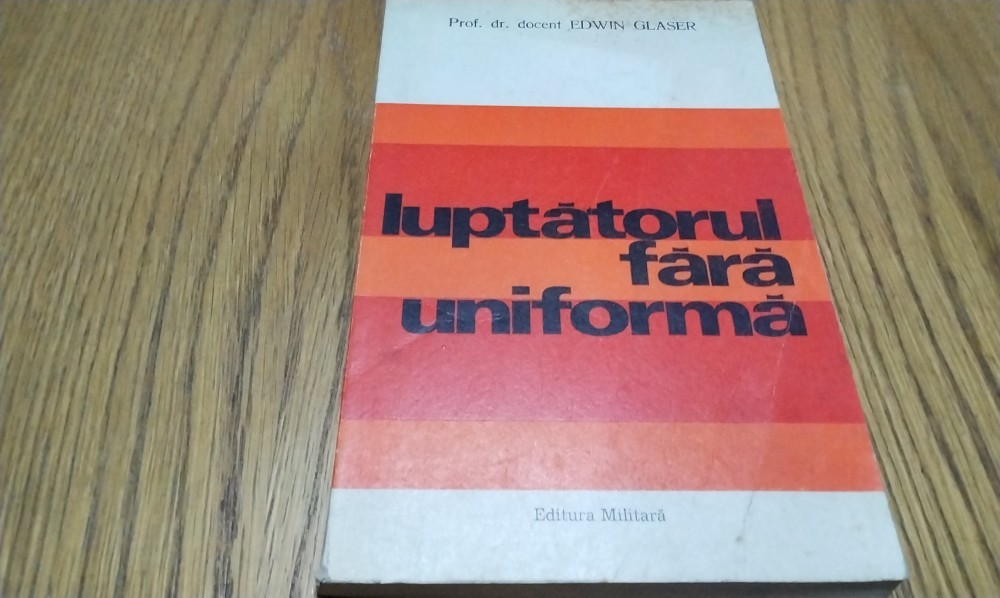 Prof. dr. docent EDWIN GLASER
luptătorul
fără
uniformă
Editura Militară